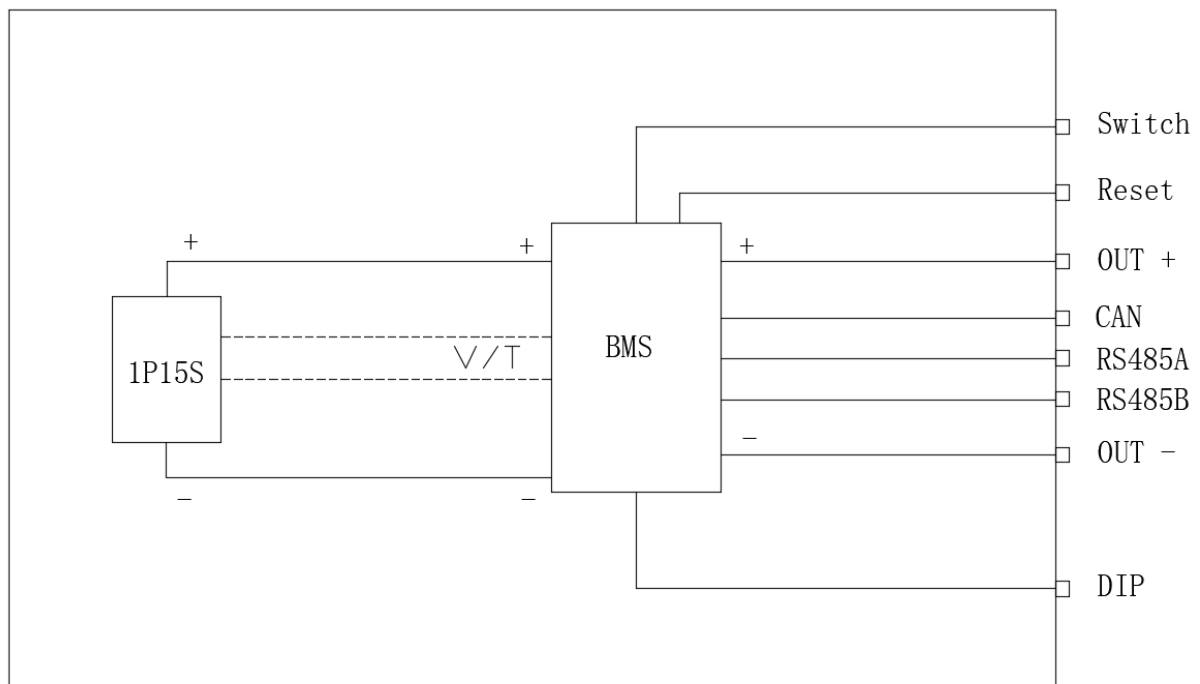 Switch
Reset
+
+
+
OUT +
CAN
BMS
V/T
RS485A
1P15S
RS485B
-
OUT -
-
-
DIP